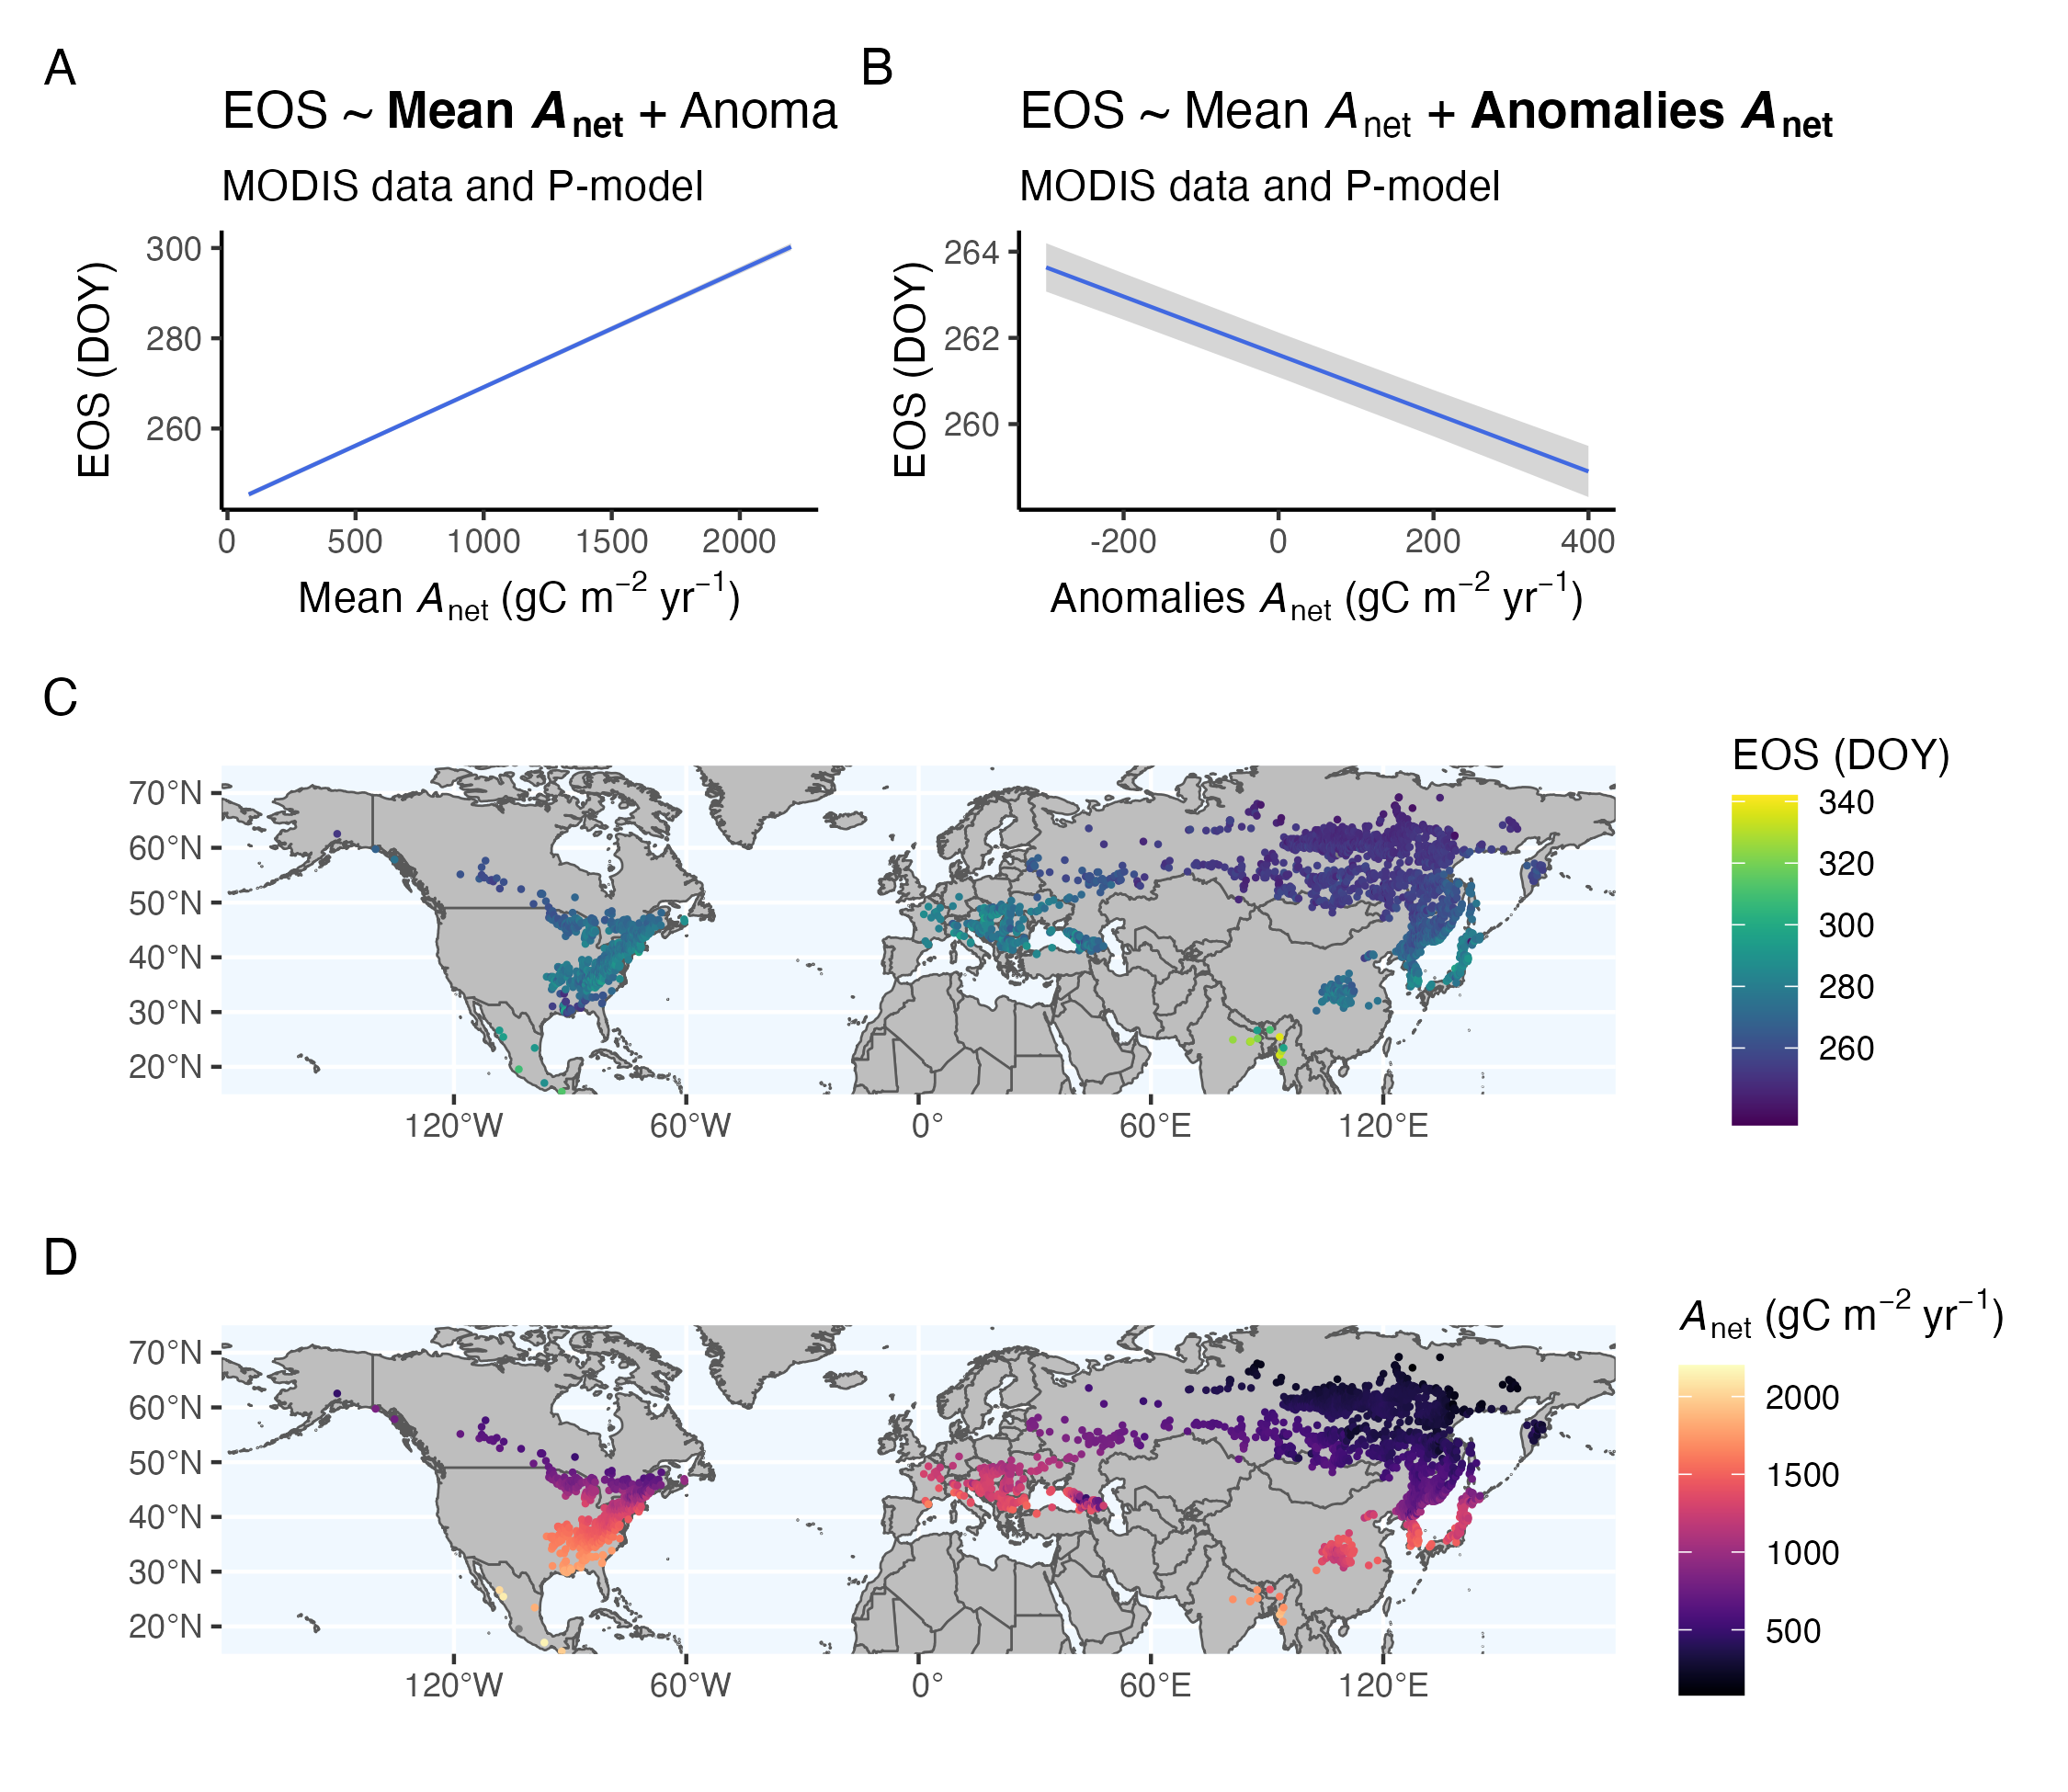 A
EOS ~ Mean Anet + Anoma
MODIS data and P-model
300
280
260
EOS (DOY)
0 500 1000 1500 2000
Mean Anet (gC m−2 yr−1)
B
EOS ~ Mean Anet + Anomalies Anet
MODIS data and P-model
264
262
260
EOS (DOY)
-200 0 200 400
Anomalies Anet (gC m−2 yr−1)
C
70°N
60°N
50°N
40°N
30°N
20°N
120°W 60°W 0° 60°E 120°E
EOS (DOY)
340
320
300
280
260
D
70°N
60°N
50°N
40°N
30°N
20°N
120°W 60°W 0° 60°E 120°E
Anet (gC m−2 yr−1)
2000
1500
1000
500